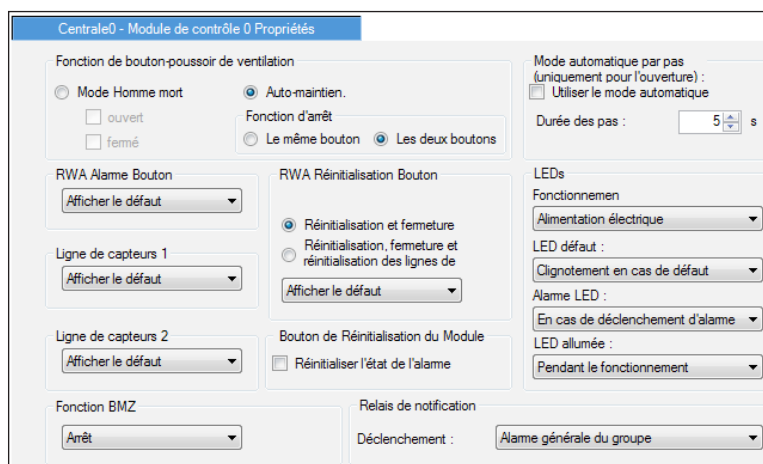 Centrale0 - Module de contrôle 0 Propriétés
Fonction de bouton-poussoir de ventilation
Mode Homme mort
ouvert
fermé
Auto-maintien.
Fonction d'arrêt
Le même bouton
Les deux boutons
Mode automatique par pas
(uniquement pour l'ouverture) :
Utiliser le mode automatique
Durée des pas :
5
s
RWA Alarme Bouton
Afficher le défaut
RWA Réinitialisation Bouton
Réinitialisation et fermeture
Réinitialisation, fermeture et
réinitialisation des lignes de
Afficher le défaut
LEDs
Fonctionnemen
Alimentation électrique
LED défaut :
Clignotement en cas de défaut
Alarme LED :
En cas de déclenchement d'alarme
LED allumée :
Pendant le fonctionnement
Ligne de capteurs 1
Afficher le défaut
Ligne de capteurs 2
Afficher le défaut
Bouton de Réinitialisation du Module
Réinitialiser l'état de l'alarme
Fonction BMZ
Arrêt
Relais de notification
Déclenchement :
Alarme générale du groupe